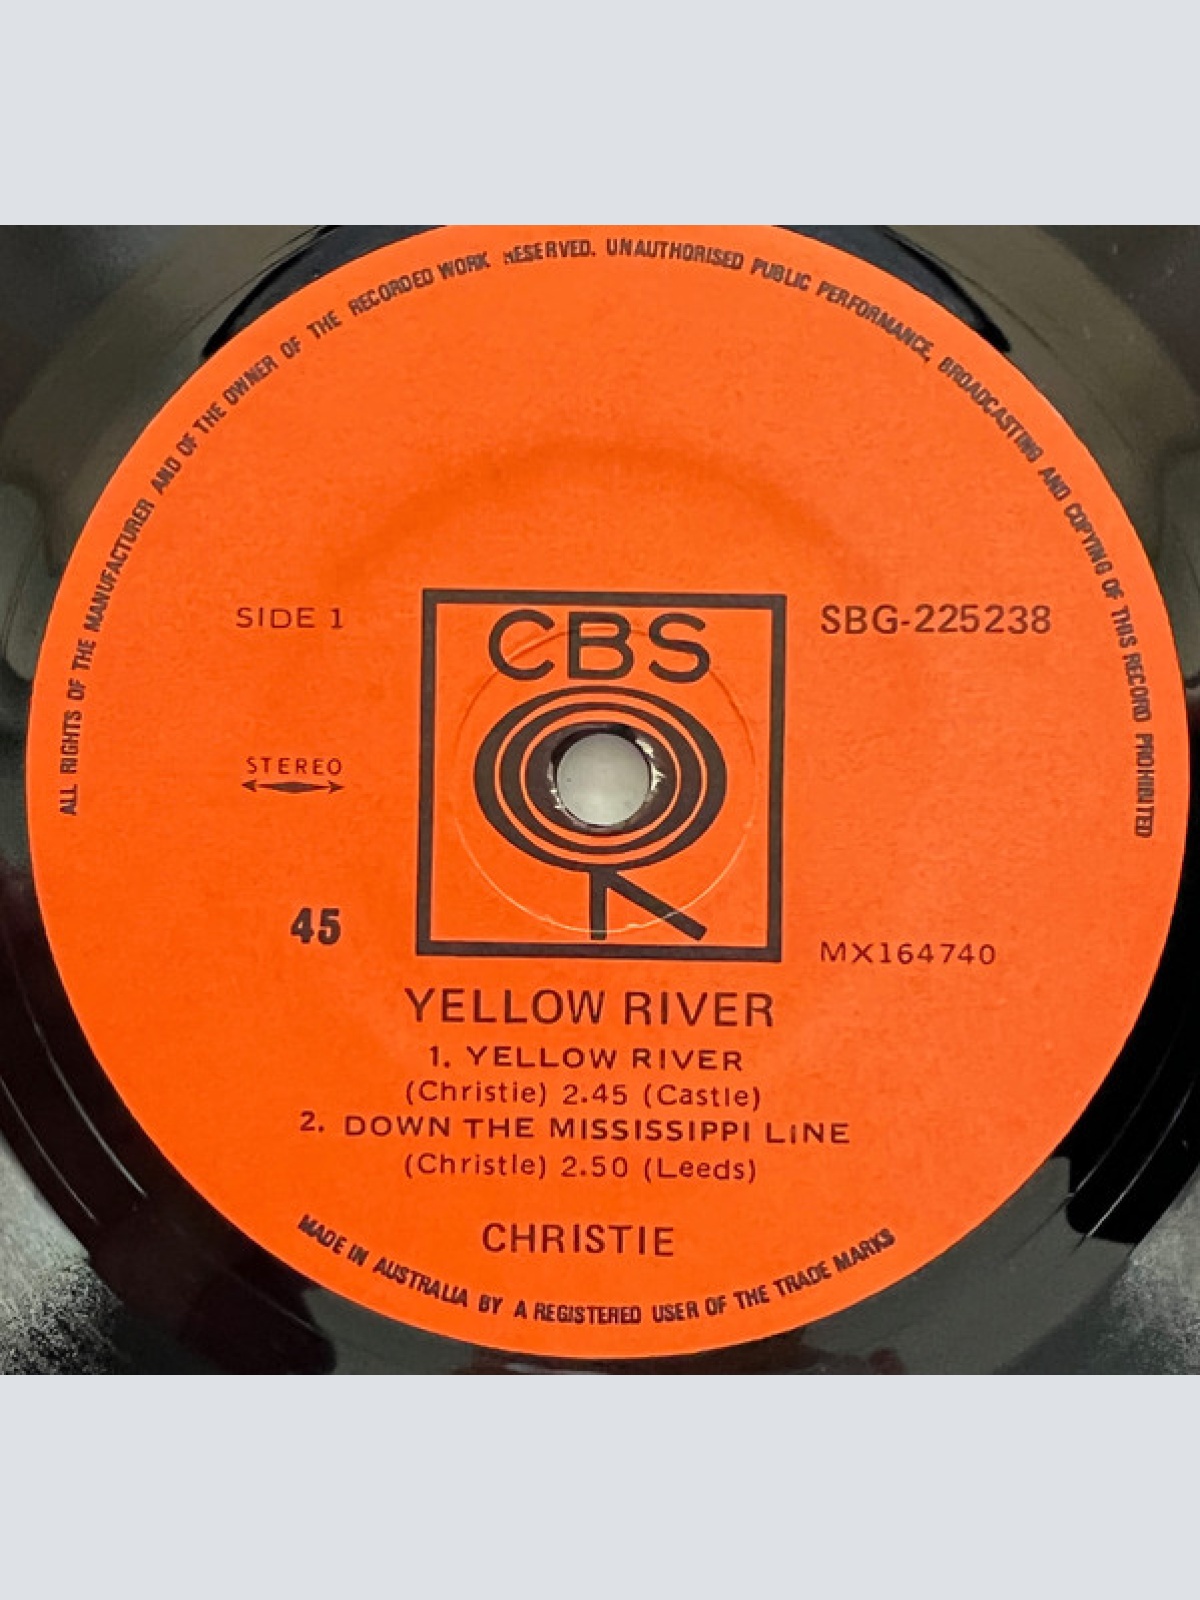 ALL RIGHTS OF THE MANUFACTURER AND OF THE OWNER OF THE RECORDED WORK RESERVED. UNAUTHORISED PUBLIC PERFORMANCE, BROADCASTING AND COPYING OF THIS RECORD PROHIBITED
SIDE 1
CBS
SBG-225238
STEREO
45
MX164740
YELLOW RIVER
1. YELLOW RIVER
(Christie) 2.45 (Castle)
2. DOWN THE MISSISSIPPI LINE
(Christie) 2.50 (Leeds)
CHRISTIE
MADE IN AUSTRALIA BY A REGISTERED USER OF THE TRADE MARKS